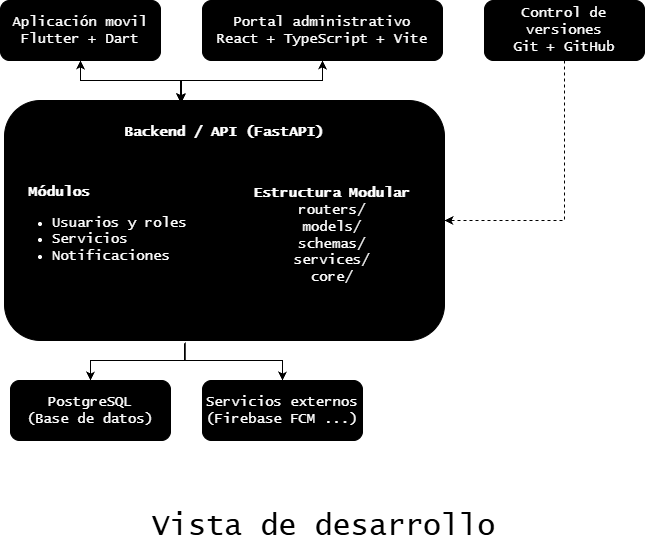 Aplicación movil
Flutter + Dart
Portal administrativo
React + TypeScript + Vite
Control de
versiones
Git + GitHub
Backend / API (FastAPI)
Módulos
• Usuarios y roles
• Servicios
• Notificaciones
Estructura Modular
routers/
models/
schemas/
services/
core/
PostgreSQL
(Base de datos)
Servicios externos
(Firebase FCM ...)
Vista de desarrollo